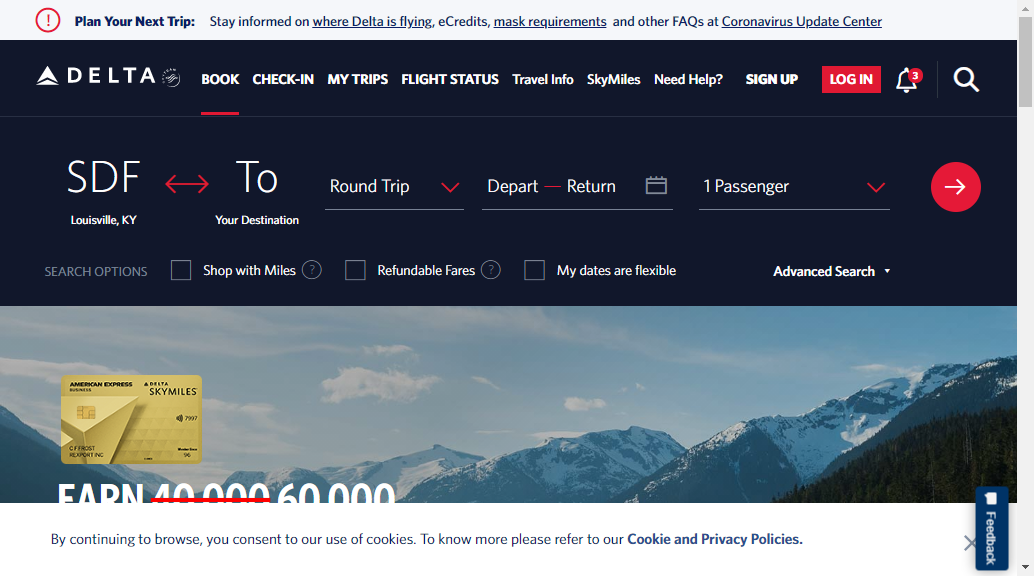 Plan Your Next Trip: Stay informed on where Delta is flying, eCredits, mask requirements and other FAQs at Coronavirus Update Center
DELTA BOOK CHECK-IN MY TRIPS FLIGHT STATUS Travel Info SkyMiles Need Help? SIGN UP LOG IN 3
SDF To Round Trip Depart — Return 1 Passenger
Louisville, KY Your Destination
SEARCH OPTIONS Shop with Miles ? Refundable Fares ? My dates are flexible Advanced Search
AMERICAN EXPRESS DELTA
BUSINESS SKYMILES
7997
C F FROST
REXPORT INC 96
EARN 40,000 60,000
By continuing to browse, you consent to our use of cookies. To know more please refer to our Cookie and Privacy Policies.
Feedback